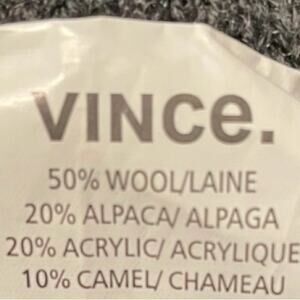 VINCe.
50% WOOL/LAINE
20% ALPACA/ ALPAGA
20% ACRYLIC/ ACRYLIQUE
10% CAMEL/ CHAMEAU